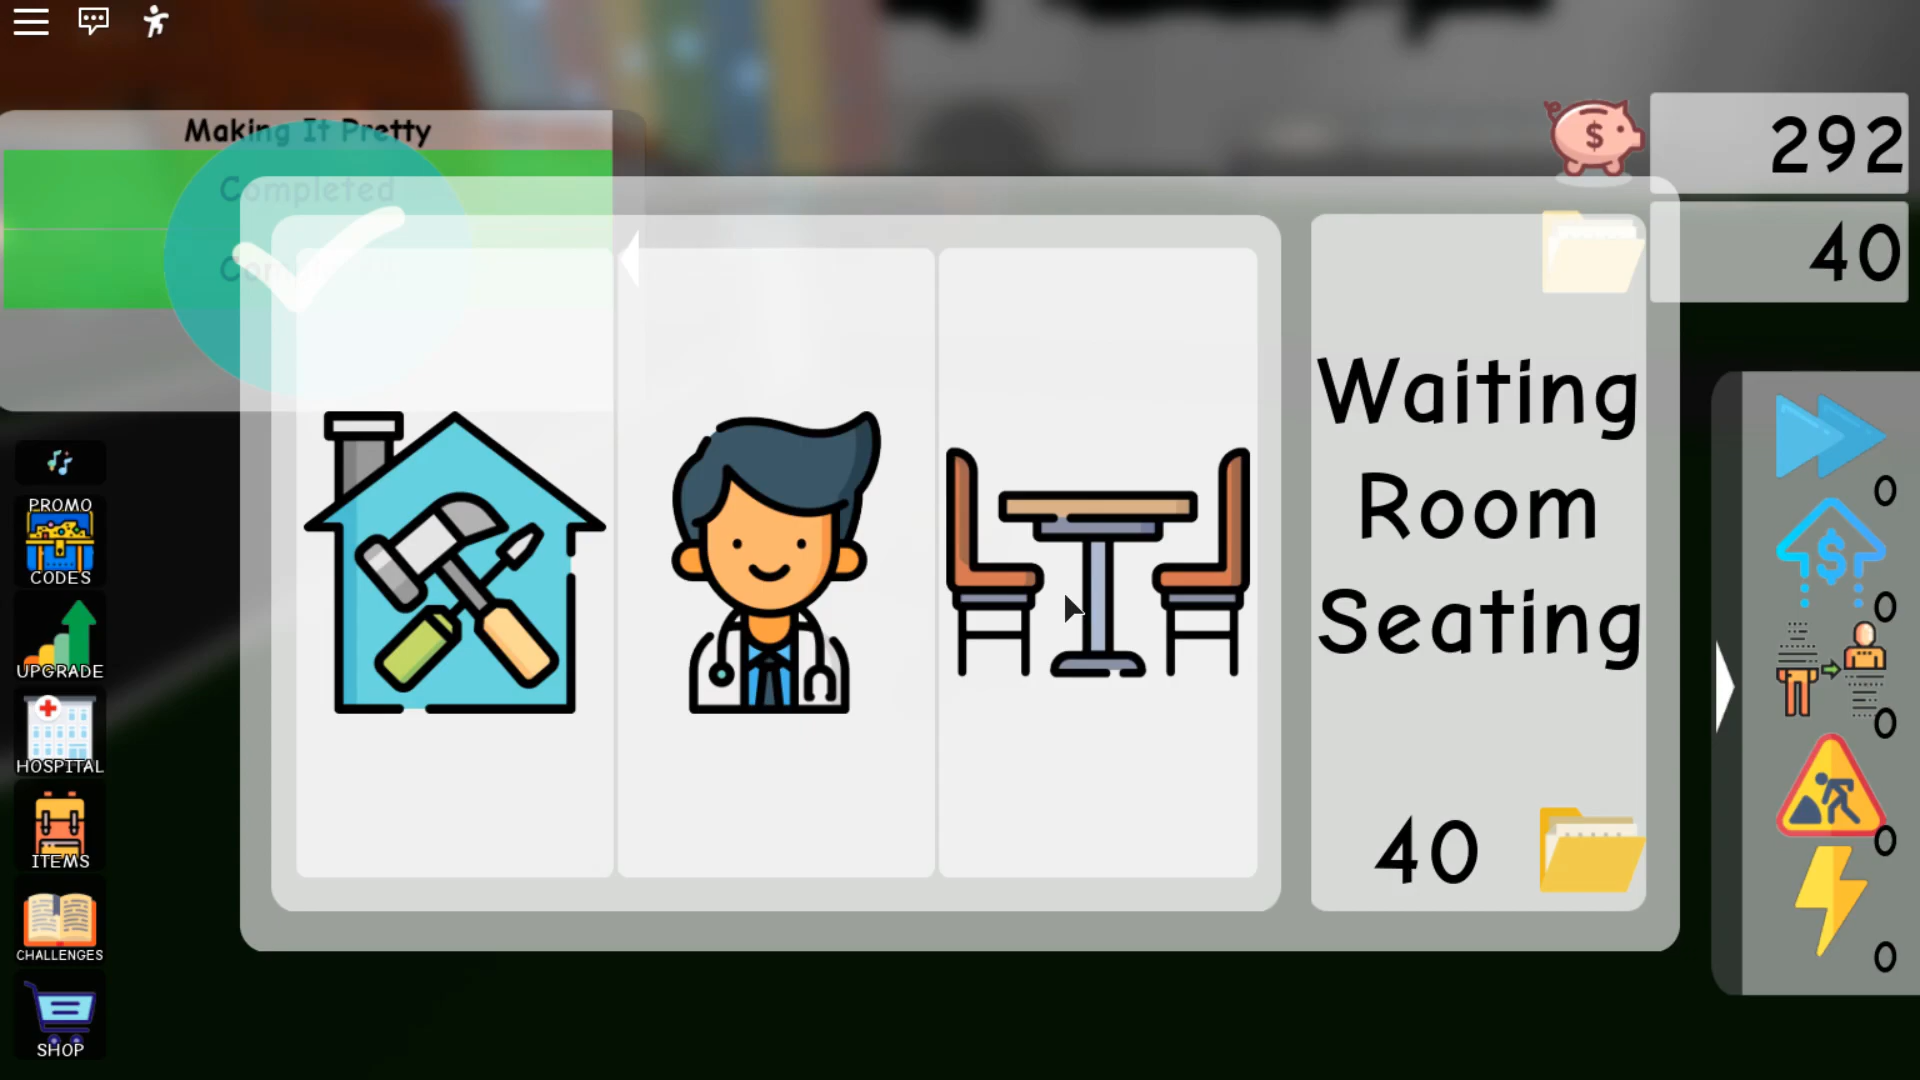 Making It Pretty
Completed
292
40
Waiting
Room
Seating
40
PROMO
CODES
UPGRADE
HOSPITAL
ITEMS
CHALLENGES
SHOP
$
$
0
0
0
0
0